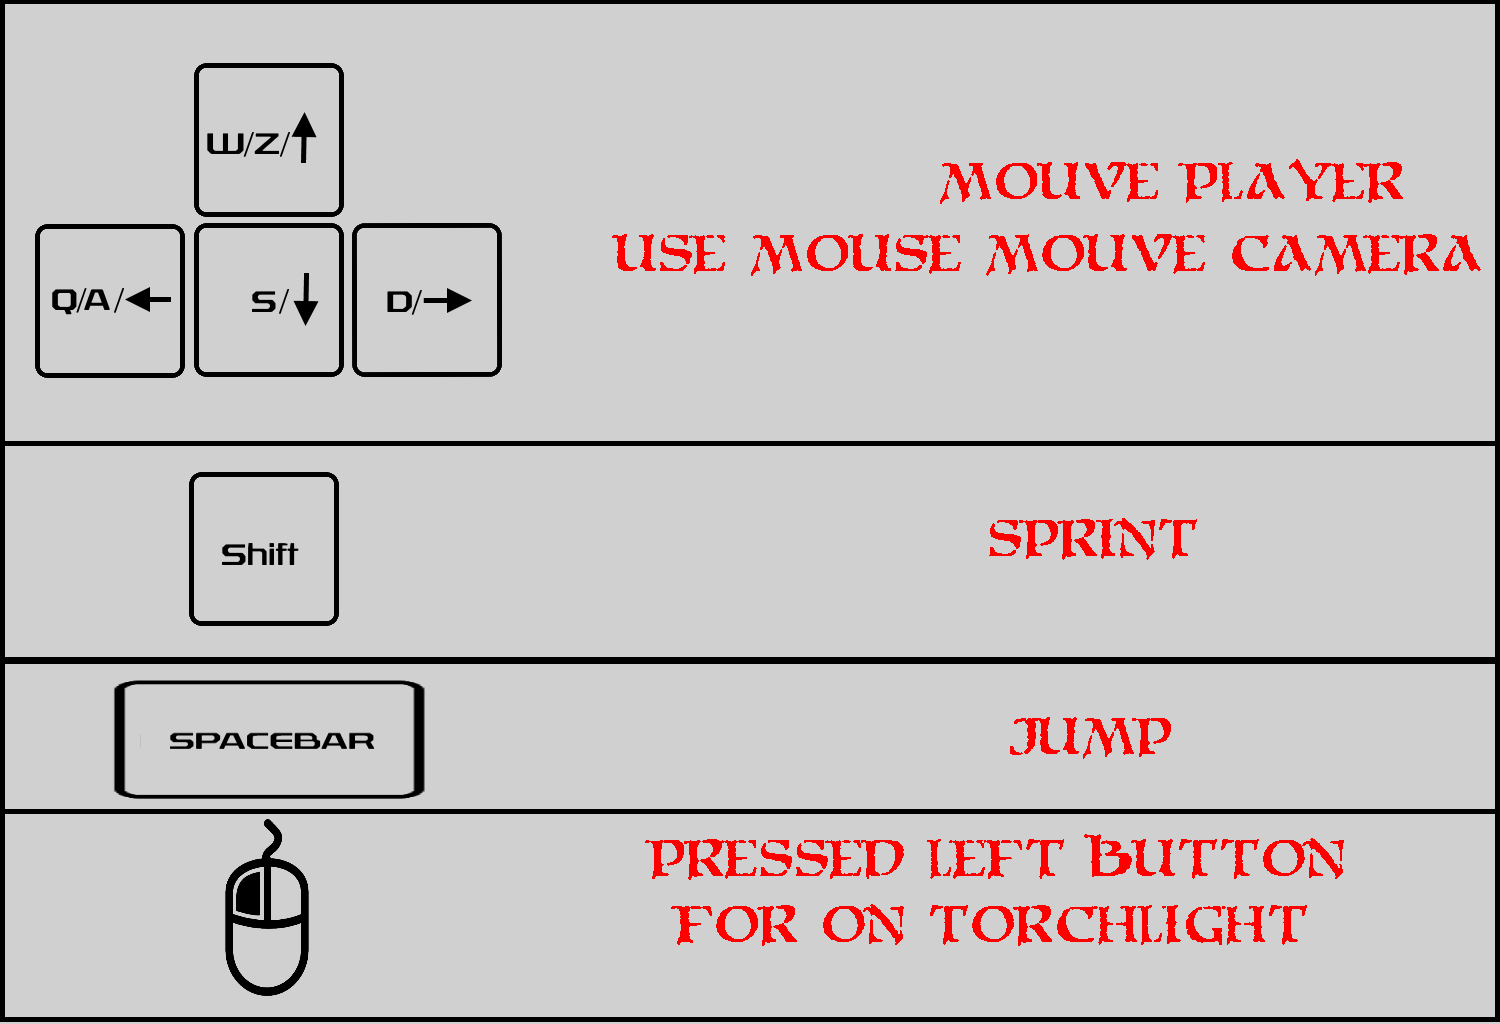 W/Z/↑
Q/A/←
S/↓
D/→
MOUVE PLAYER
USE MOUSE MOUVE CAMERA
Shift
SPRINT
SPACEBAR
JUMP
PRESSED LEFT BUTTON
FOR ON TORCHLIGHT